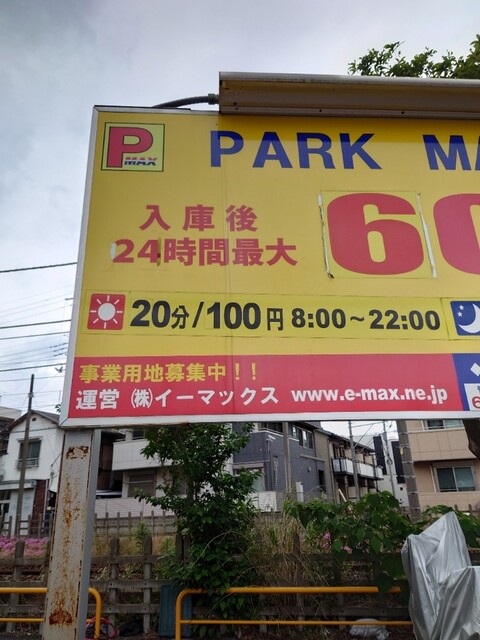 P
MAX
PARK MA
入庫後
24時間最大
60
20分/100円 8:00～22:00
事業用地募集中！！
運営 ㈱イーマックス www.e-max.ne.jp